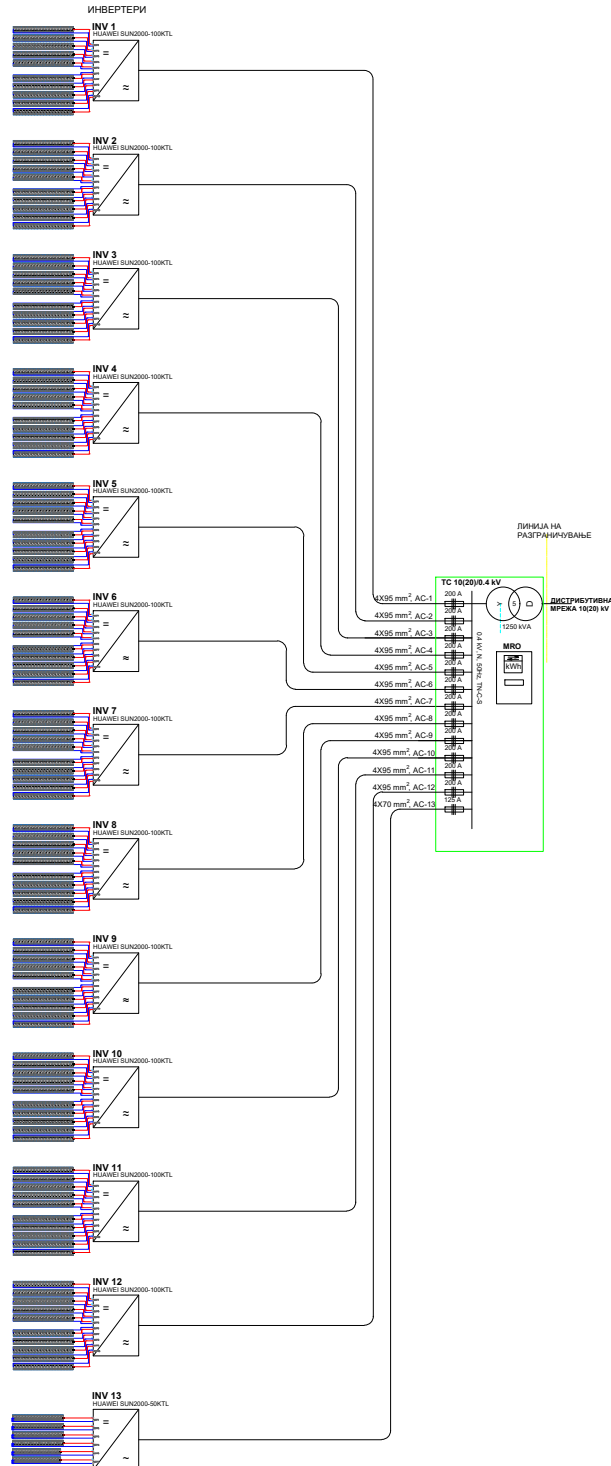 ИНВЕРТЕРИ
INV 1
HUAWEI SUN2000-100KTL
INV 2
HUAWEI SUN2000-100KTL
INV 3
HUAWEI SUN2000-100KTL
INV 4
HUAWEI SUN2000-100KTL
INV 5
HUAWEI SUN2000-100KTL
INV 6
HUAWEI SUN2000-100KTL
INV 7
HUAWEI SUN2000-100KTL
INV 8
HUAWEI SUN2000-100KTL
INV 9
HUAWEI SUN2000-100KTL
INV 10
HUAWEI SUN2000-100KTL
INV 11
HUAWEI SUN2000-100KTL
INV 12
HUAWEI SUN2000-100KTL
INV 13
HUAWEI SUN2000-50KTL
4X95 mm², AC-1
4X95 mm², AC-2
4X95 mm², AC-3
4X95 mm², AC-4
4X95 mm², AC-5
4X95 mm², AC-6
4X95 mm², AC-7
4X95 mm², AC-8
4X95 mm², AC-9
4X95 mm², AC-10
4X95 mm², AC-11
4X95 mm², AC-12
4X70 mm², AC-13
ТС 10(20)/0.4 kV
200 A
200 A
200 A
200 A
200 A
200 A
200 A
200 A
200 A
200 A
200 A
200 A
125 A
0.4 kV, N, 50Hz, TN-C-S
Y
5
D
1250 kVA
MRO
kWh
ЛИНИЈА НА
РАЗГРАНИЧУВАЊЕ
ДИСТРИБУТИВНА
МРЕЖА 10(20) kV